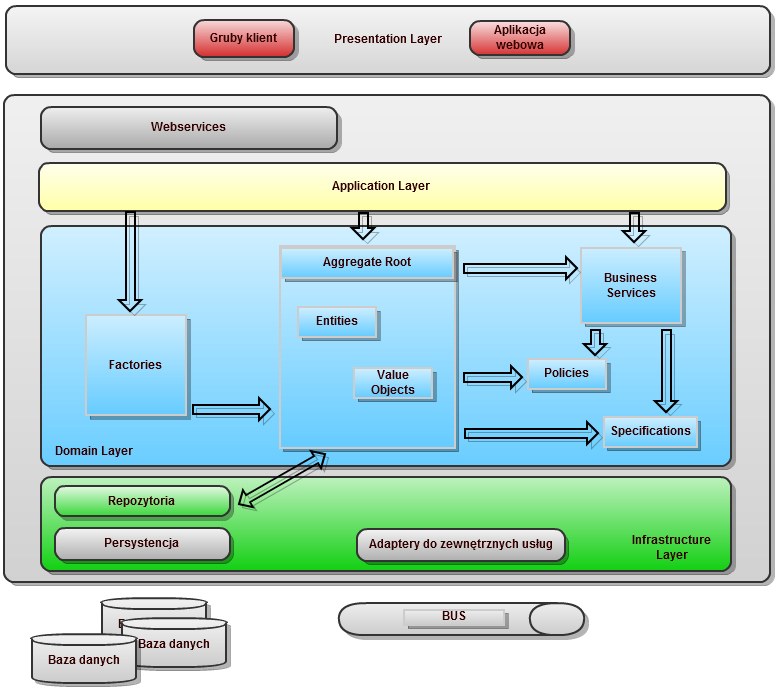 Gruby klient
Presentation Layer
Aplikacja
webowa
Webservices
Application Layer
Aggregate Root
Business
Services
Entities
Factories
Value
Objects
Policies
Specifications
Domain Layer
Repozytoria
Persystencja
Adaptery do zewnętrznych usług
Infrastructure
Layer
BUS
Baza danych
Baza danych